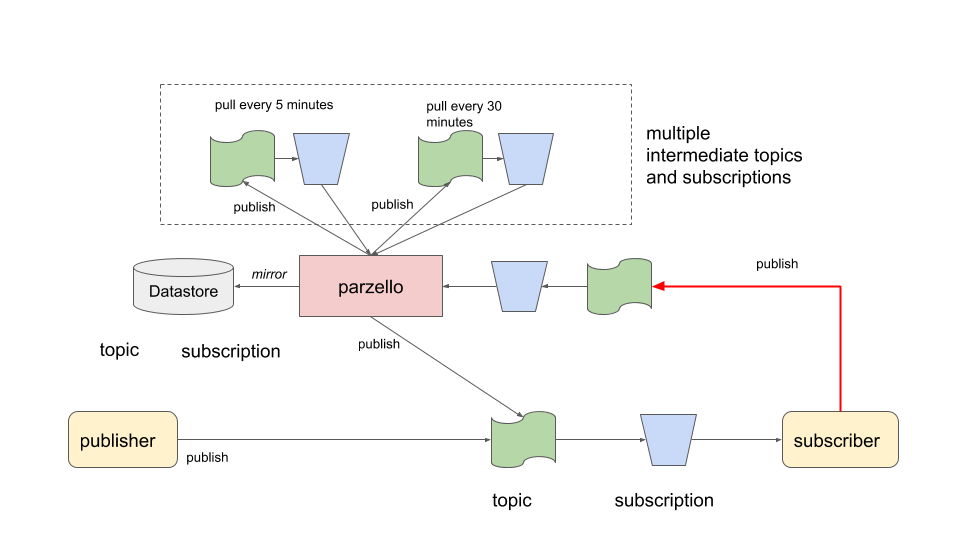 pull every 5 minutes
pull every 30
minutes
multiple
intermediate topics
and subscriptions
publish
publish
publish
mirror
Datastore
parzello
publish
topic
subscription
publisher
publish
subscriber
topic
subscription